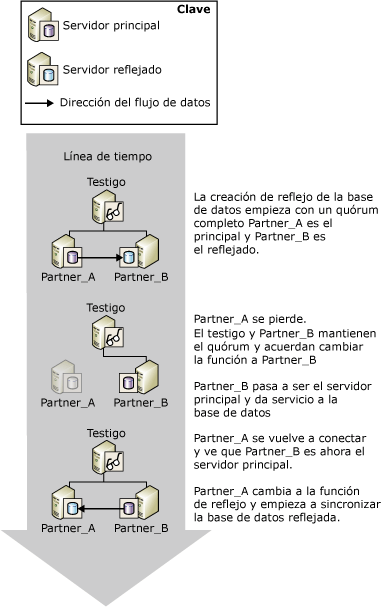 Clave
Servidor principal
Servidor reflejado
Dirección del flujo de datos
Línea de tiempo
Testigo
Partner_A
Partner_B
La creación de reflejo de la base
de datos empieza con un quórum
completo Partner_A es el
principal y Partner_B es
el reflejado.
Testigo
Partner_A
Partner_B
Partner_A se pierde.
El testigo y Partner_B mantienen
el quórum y acuerdan cambiar
la función a Partner_B
Partner_B pasa a ser el servidor
principal y da servicio a la
base de datos
Testigo
Partner_A
Partner_B
Partner_A se vuelve a conectar
y ve que Partner_B es ahora el
servidor principal.
Partner_A cambia a la función
de reflejo y empieza a sincronizar
la base de datos reflejada.